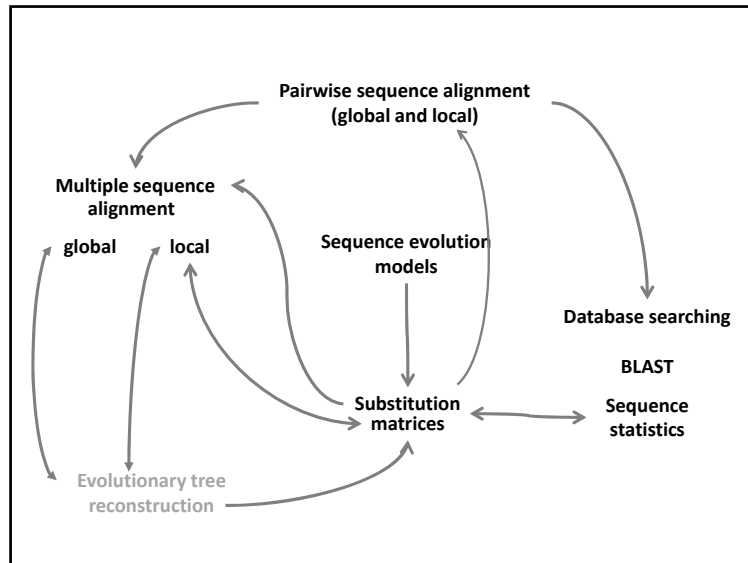 Pairwise sequence alignment
(global and local)
Multiple sequence
alignment
global
local
Sequence evolution
models
Database searching
BLAST
Sequence
statistics
Substitution
matrices
Evolutionary tree
reconstruction